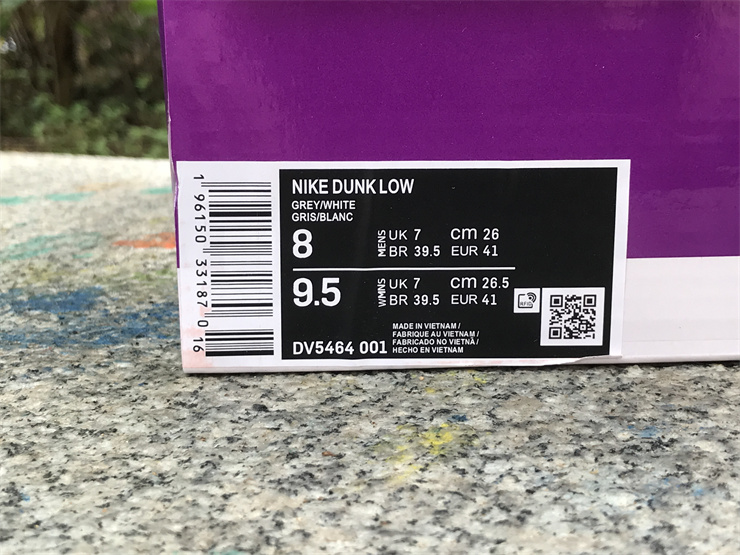 1 96150 33187 0 16
NIKE DUNK LOW
GREY/WHITE
GRIS/BLANC
8 MENS UK 7 cm 26
BR 39.5 EUR 41
9.5 WMNS UK 7 cm 26.5
BR 39.5 EUR 41
RFID
DV5464 001
MADE IN VIETNAM /
FABRIQUE AU VIETNAM /
FABRICADO NO VIETNÃ /
HECHO EN VIETNAM